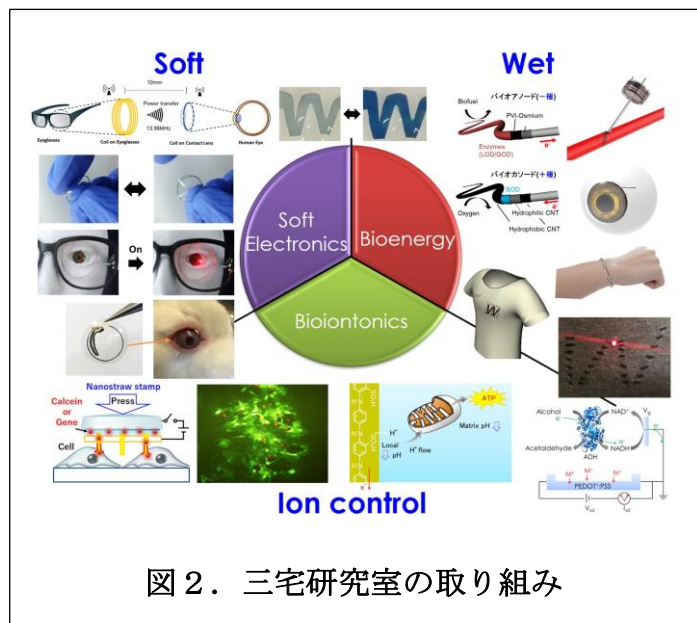 Soft
Wet
10mm
Power transfer
13.56MHz
Eyeglasses
Coil on Eyeglasses
Coil on Contact Lens
Human Eye
On
バイオアノード(−極)
Biofuel
PVI-Osmium
Enzymes
(LOD/GOD)
e⁻
バイオカソード(+極)
BOD
e⁻
Oxygen
Hydrophilic CNT
Hydrophobic CNT
Soft
Electronics
Bioenergy
Bioiontonics
W
Nanostraw stamp
Press
Calcein
or
Gene
Cell
SO₃H
SO₃H
H⁺
Local
pH
H⁺ flow
e⁻
ATP
Matrix pH
Alcohol
NAD⁺
Acetaldehyde
ADH
NADH
e⁻
M⁺
M⁺
M⁺
PEDOT⁺:PSS
Ion control
図２．三宅研究室の取り組み